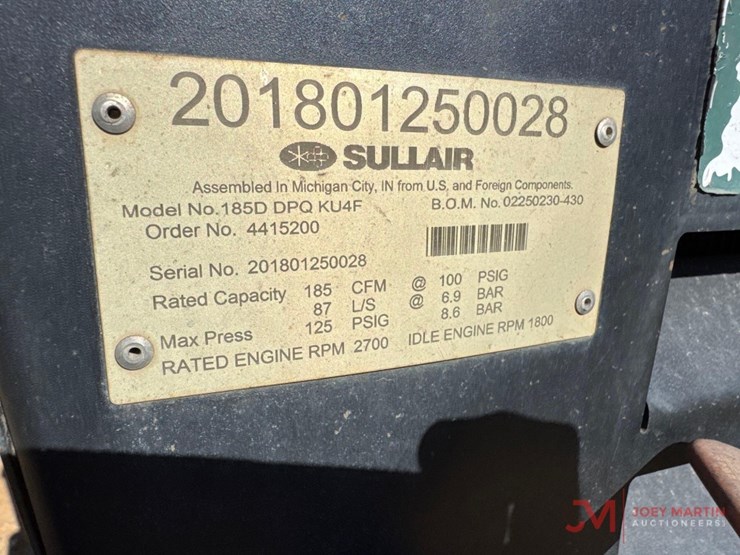 201801250028
SULLAIR
Assembled In Michigan City, IN from U.S, and Foreign Components.
Model No. 185D DPQ KU4F B.O.M. No. 02250230-430
Order No. 4415200
Serial No. 201801250028
Rated Capacity 185 CFM @ 100 PSIG
87 L/S @ 6.9 BAR
Max Press 125 PSIG 8.6 BAR
RATED ENGINE RPM 2700 IDLE ENGINE RPM 1800
JM JOEY MARTIN
AUCTIONEERS